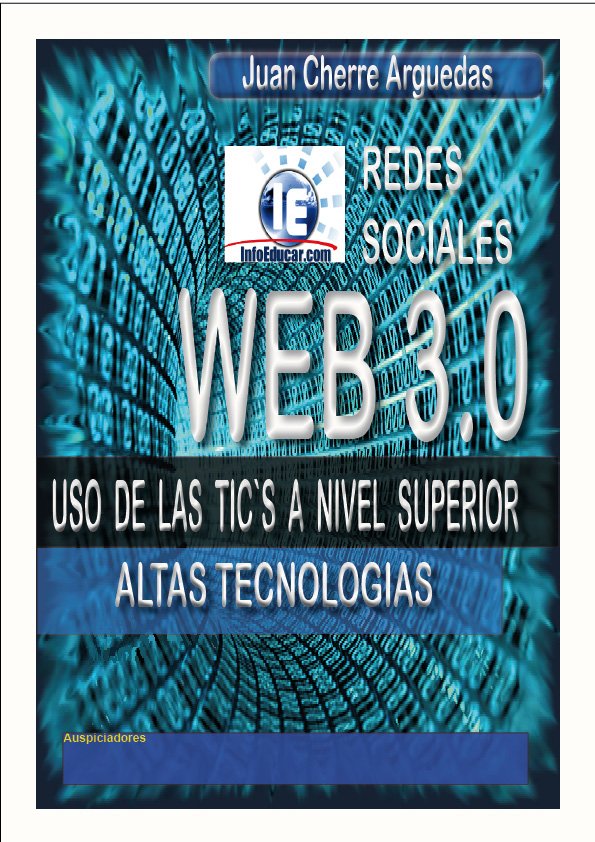 Juan Cherre Arguedas
REDES
SOCIALES
IE
InfoEducar.com
WEB 3.0
USO DE LAS TIC`S A NIVEL SUPERIOR
ALTAS TECNOLOGIAS
Auspiciadores